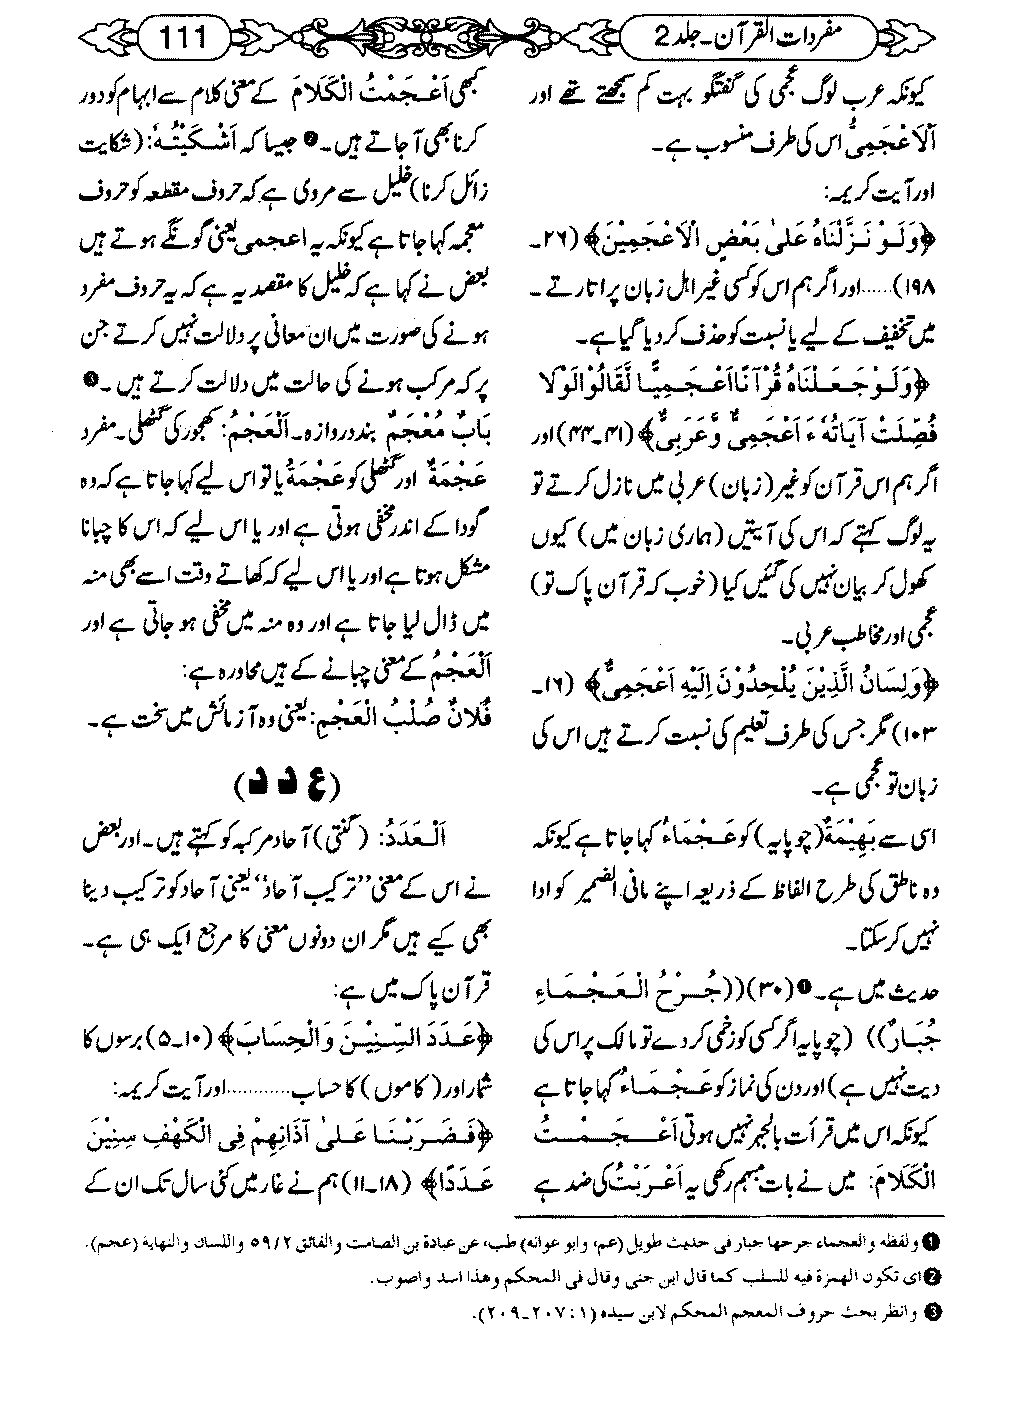 مفردات القرآن۔جلد2
111
کیونکہ عرب لوگ عجمی کی گفتگو بہت کم سمجھتے تھے اور
اَلْاَعْجَمِیُّ اس کی طرف منسوب ہے۔
اور آیت کریمہ:
﴿وَلَوْ نَزَّلْنَاهُ عَلىٰ بَعْضِ الْاَعْجَمِيْنَ﴾ (۲۶۔
۱۹۸)......اور اگر ہم اس کو کسی غیر اہل زبان پر اتارتے۔
میں تخفیف کے لیے یا نسبت کو حذف کر دیا گیا ہے۔
﴿وَلَوْ جَعَلْنَاهُ قُرْآنًا اَعْجَمِيًّا لَّقَالُوْا لَوْلَا
فُصِّلَتْ آيَاتُهٗ ءَ اَعْجَمِىٌّ وَّعَرَبِىٌّ﴾ (۴۱۔۴۴) اور
اگر ہم اس قرآن کو غیر (زبان) عربی میں نازل کرتے تو
یہ لوگ کہتے کہ اس کی آیتیں (ہماری زبان میں) کیوں
کھول کر بیان نہیں کی گئیں کیا (خوب کہ قرآن پاک تو)
عجمی اور مخاطب عربی۔
﴿وَلِسَانُ الَّذِيْنَ يُلْحِدُوْنَ اِلَيْهِ اَعْجَمِىٌّ﴾ (۱۶۔
۱۰۳) مگر جس کی طرف تعلیم کی نسبت کرتے ہیں اس کی
زبان تو عجمی ہے۔
اسی سے بَهِيْمَةٌ (چوپایہ) کو عَجْمَاءُ کہا جاتا ہے کیونکہ
وہ ناطق کی طرح الفاظ کے ذریعہ اپنے مافی الضمیر کو ادا
نہیں کر سکتا۔
حدیث میں ہے۔❶ (۳۰) ((جُرْحُ الْعَجْمَاءِ
جُبَارٌ)) (چوپایہ اگر کسی کو زخمی کر دے تو مالک پر اس کی
دیت نہیں ہے) اور دن کی نماز کو عَجْمَاءُ کہا جاتا ہے
کیونکہ اس میں قرأت بالجہر نہیں ہوتی اَعْجَمْتُ
الْكَلَامَ: میں نے بات مبہم رکھی یہ اَعْرَبْتُ کی ضد ہے
کبھی اَعْجَمْتُ الْكَلَامَ کے معنی کلام سے ابہام کو دور
کرنا بھی آ جاتے ہیں۔❷ جیسا کہ اَشْكَيْتُهٗ: (شکایت
زائل کرنا) خلیل سے مروی ہے کہ حروف مقطعہ کو حروف
معجمہ کہا جاتا ہے کیونکہ یہ اعجمی یعنی گونگے ہوتے ہیں
بعض نے کہا ہے کہ خلیل کا مقصد یہ ہے کہ یہ حروف مفرد
ہونے کی صورت میں ان معانی پر دلالت نہیں کرتے جن
پر کہ مرکب ہونے کی حالت میں دلالت کرتے ہیں۔❸
بَابٌ مُعْجَمٌ بند دروازہ۔اَلْعَجْمُ: کھجور کی گٹھلی۔مفرد
عَجْمَةٌ اور گٹھلی کو عَجْمَةٌ یا تو اس لیے کہا جاتا ہے کہ وہ
گودا کے اندر مخفی ہوتی ہے اور یا اس لیے کہ اس کا چبانا
مشکل ہوتا ہے اور یا اس لیے کہ کھاتے وقت اسے بھی منہ
میں ڈال لیا جاتا ہے اور وہ منہ میں مخفی ہو جاتی ہے اور
اَلْعَجْمُ کے معنی چبانے کے ہیں محاورہ ہے:
فُلَانٌ صُلْبُ الْعَجْمِ: یعنی وہ آزمائش میں سخت ہے۔
(ع د د)
اَلْعَدَدُ: (گنتی) آحاد مرکبہ کو کہتے ہیں۔اور بعض
نے اس کے معنی ”ترکیب آحاد“ یعنی آحاد کو ترکیب دینا
بھی کیے ہیں مگر ان دونوں معنی کا مرجع ایک ہی ہے۔
قرآن پاک میں ہے:
﴿عَدَدَ السِّنِيْنَ وَالْحِسَابَ﴾ (۱۰۔۵) برسوں کا
شمار اور (کاموں) کا حساب............اور آیت کریمہ:
﴿فَضَرَبْنَا عَلىٰ آذَانِهِمْ فِى الْكَهْفِ سِنِيْنَ
عَدَدًا﴾ (۱۸۔۱۱) ہم نے غار میں کئی سال تک ان کے
❶ ولفظه والعجماء جرحها جبار فى حديث طويل (عم، وابو عوانه) طب، عن عبادة بن الصامت والفائق ۵۹/۲ واللسان والنهاية (عجم).
❷ اى تكون الهمزة فيه للسلب كما قال ابن جنى وقال فى المحكم وهذا اسد واصوب.
❸ وانظر بحث حروف المعجم المحكم لابن سيده (۱ : ۲۰۷۔۲۰۹).